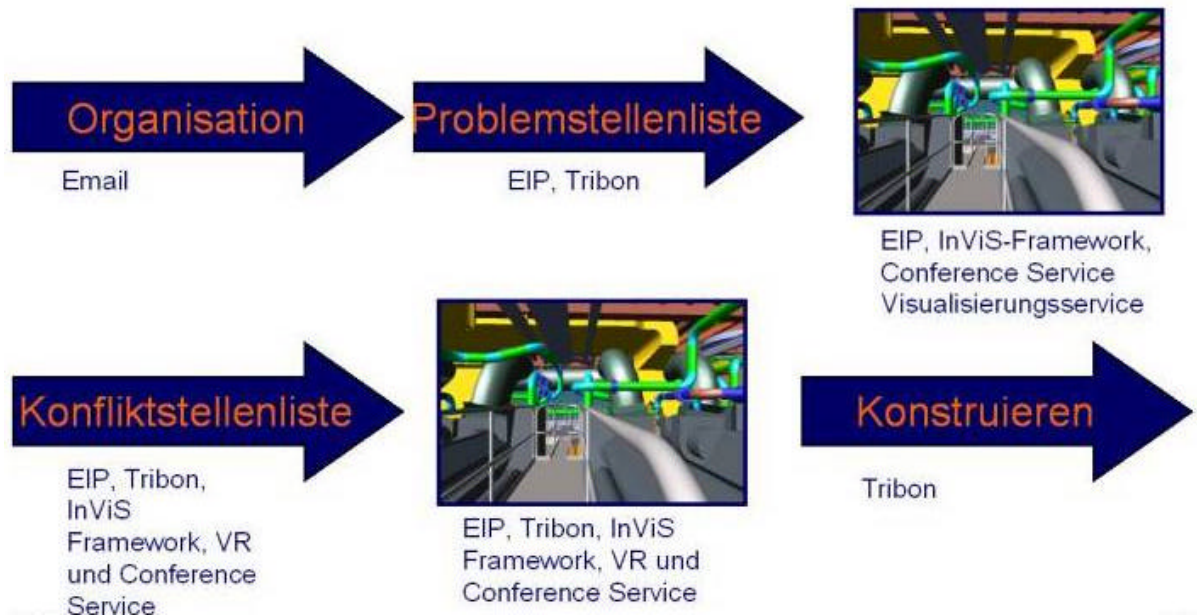 Organisation
Email
Problemstellenliste
EIP, Tribon
EIP, InViS-Framework,
Conference Service
Visualisierungsservice
Konfliktstellenliste
EIP, Tribon,
InViS
Framework, VR
und Conference
Service
EIP, Tribon, InViS
Framework, VR und
Conference Service
Konstruieren
Tribon